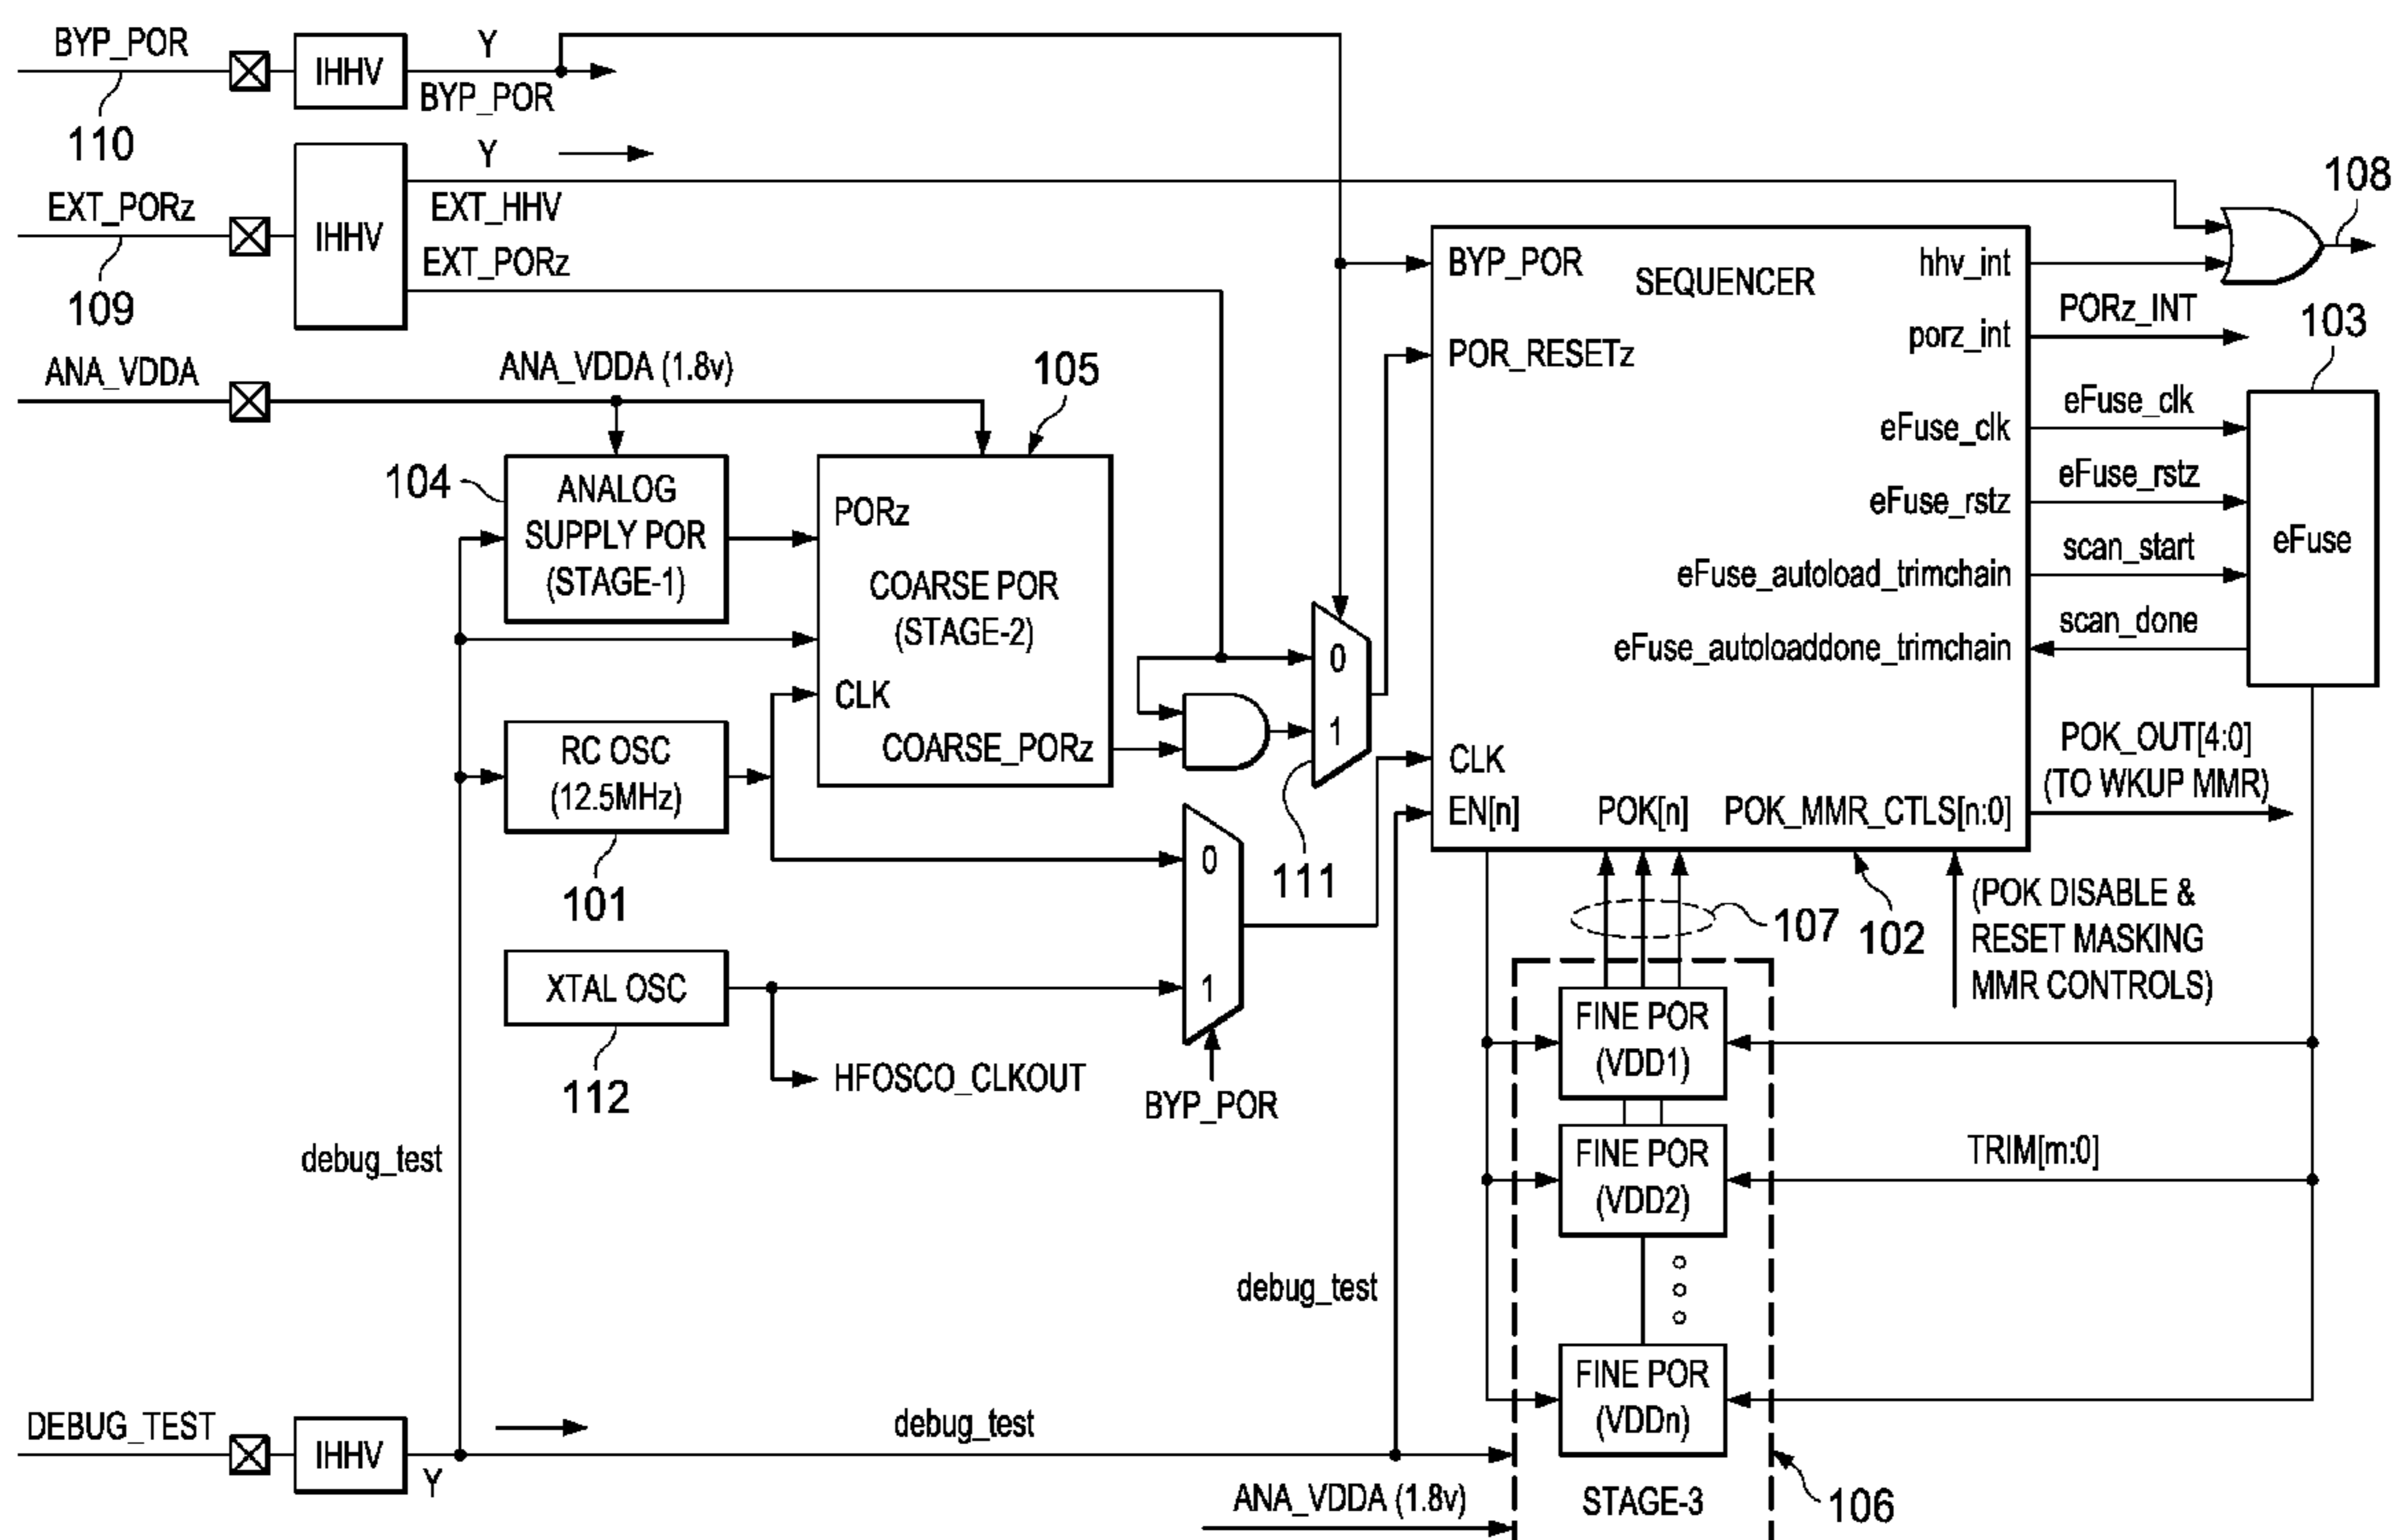 BYP_POR
IHHV
Y
BYP_POR
110
Y
EXT_PORz
IHHV
EXT_HHV
EXT_PORz
109
108
BYP_POR
SEQUENCER
hhv_int
PORz_INT
porz_int
POR_RESETz
103
ANA_VDDA
ANA_VDDA (1.8v)
105
eFuse_clk
eFuse_clk
eFuse_rstz
eFuse_rstz
eFuse
scan_start
eFuse_autoload_trimchain
scan_done
eFuse_autoloaddone_trimchain
104
ANALOG
SUPPLY POR
(STAGE-1)
PORz
COARSE POR
(STAGE-2)
CLK
COARSE_PORz
0
1
111
RC OSC
(12.5MHz)
101
CLK
EN[n]
POK[n]
POK_MMR_CTLS[n:0]
POK_OUT[4:0]
(TO WKUP MMR)
0
1
BYP_POR
107
102
(POK DISABLE &
RESET MASKING
MMR CONTROLS)
XTAL OSC
112
HFOSCO_CLKOUT
FINE POR
(VDD1)
FINE POR
(VDD2)
TRIM[m:0]
debug_test
debug_test
FINE POR
(VDDn)
DEBUG_TEST
IHHV
Y
debug_test
ANA_VDDA (1.8v)
STAGE-3
106